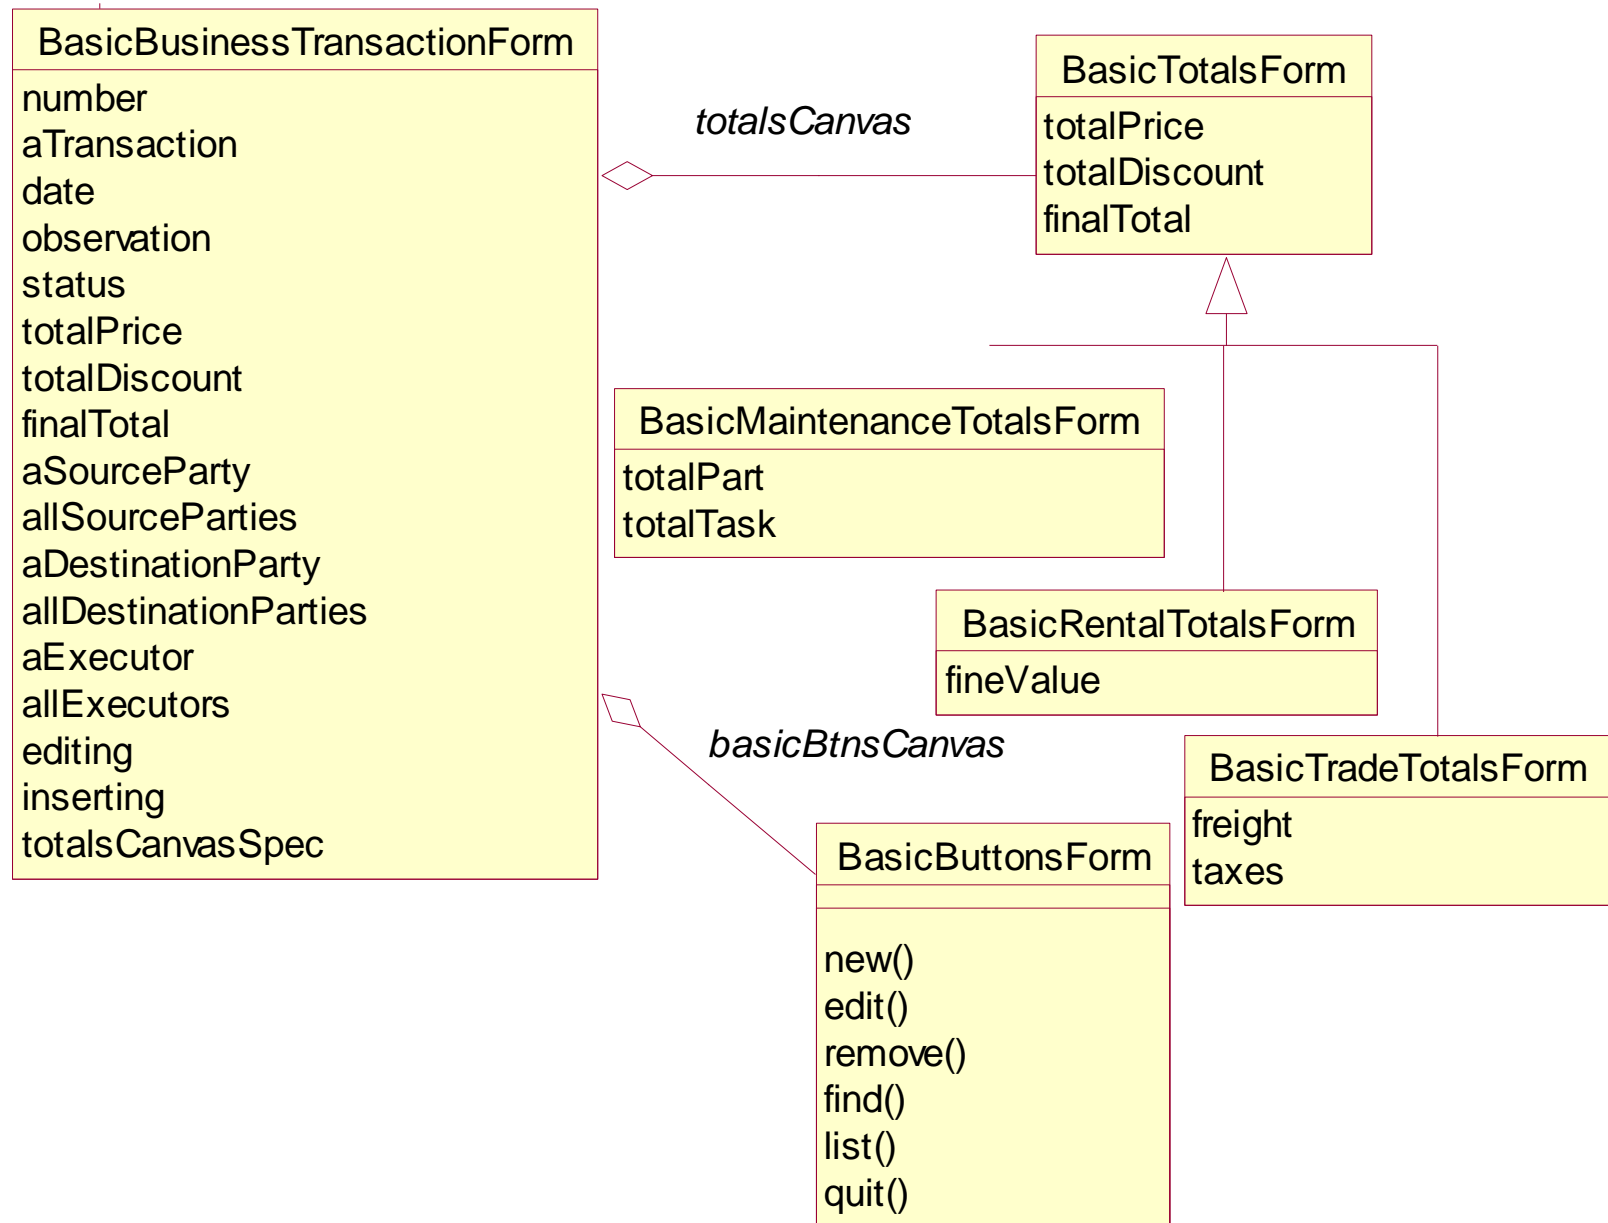 BasicBusinessTransactionForm
number
aTransaction
date
observation
status
totalPrice
totalDiscount
finalTotal
aSourceParty
allSourceParties
aDestinationParty
allDestinationParties
aExecutor
allExecutors
editing
inserting
totalsCanvasSpec
totalsCanvas
BasicTotalsForm
totalPrice
totalDiscount
finalTotal
BasicMaintenanceTotalsForm
totalPart
totalTask
BasicRentalTotalsForm
fineValue
basicBtnsCanvas
BasicTradeTotalsForm
freight
taxes
BasicButtonsForm
new()
edit()
remove()
find()
list()
quit()